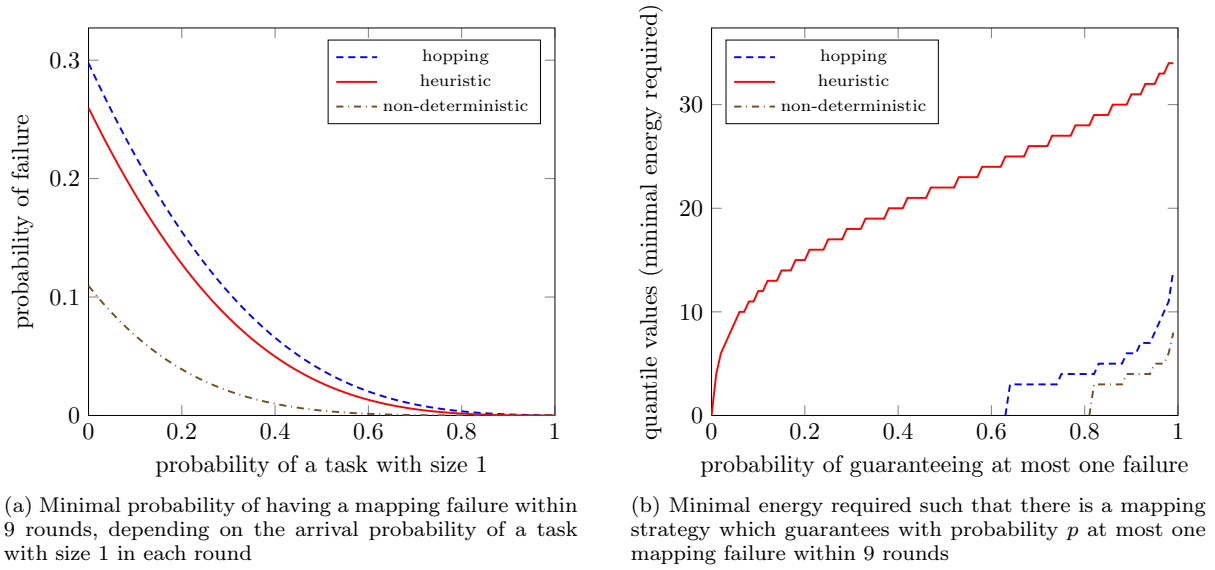 probability of failure
0.3
0.2
0.1
0
0
0.2
0.4
0.6
0.8
1
hopping
heuristic
non-deterministic
probability of a task with size 1
(a) Minimal probability of having a mapping failure within
9 rounds, depending on the arrival probability of a task
with size 1 in each round
quantile values (minimal energy required)
30
20
10
0
0
0.2
0.4
0.6
0.8
1
hopping
heuristic
non-deterministic
probability of guaranteeing at most one failure
(b) Minimal energy required such that there is a mapping
strategy which guarantees with probability p at most one
mapping failure within 9 rounds